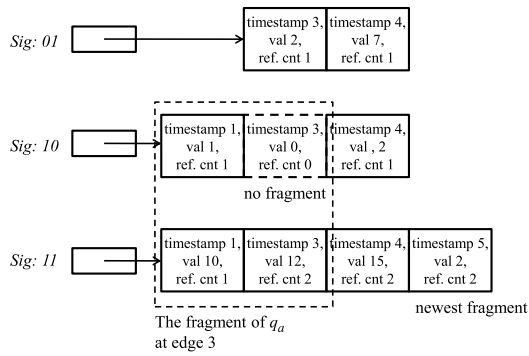 Sig: 01
timestamp 3, timestamp 4,
val 2, val 7,
ref. cnt 1 ref. cnt 1
Sig: 10
timestamp 1, timestamp 3, timestamp 4,
val 1, val 0, val , 2
ref. cnt 1 ref. cnt 0 ref. cnt 1
no fragment
Sig: 11
timestamp 1, timestamp 3, timestamp 4, timestamp 5,
val 10, val 12, val 15, val 2,
ref. cnt 1 ref. cnt 2 ref. cnt 2 ref. cnt 2
newest fragment
The fragment of qa
at edge 3